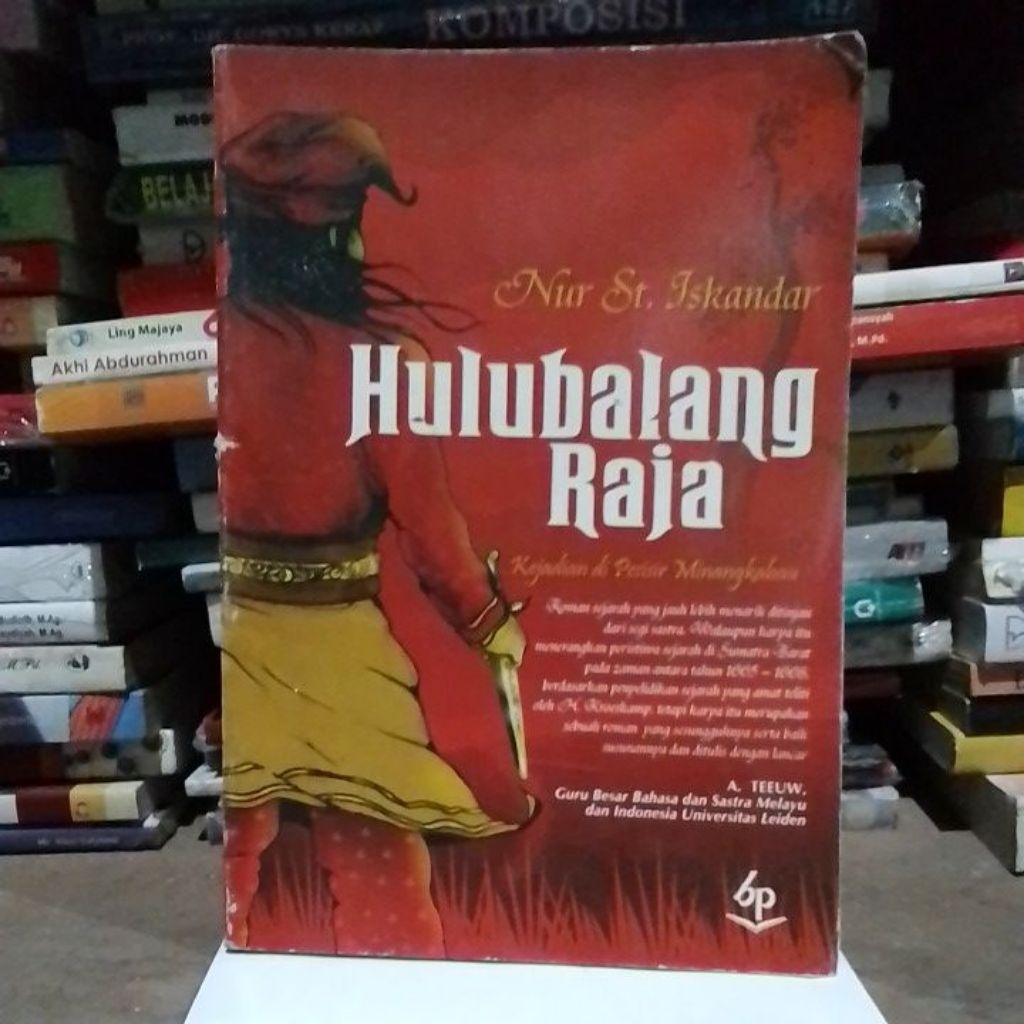 KOMPOSISI
BELAJ
Ling Majaya
Akhi Abdurahman
M.Pd.
M.Pd.
Nur St. Iskandar
Hulubalang
Raja
Kejadian di Pesisir Minangkabau
Roman sejarah yang jauh lebih menarik ditinjau
dari segi sastra. Walaupun karya itu
menerangkan peristiwa sejarah di Sumatra Barat
pada zaman antara tahun 1665 – 1668,
berdasarkan penyelidikan sejarah yang amat teliti
oleh H. Kroeskamp, tetapi karya itu merupakan
sebuah roman yang sesungguhnya serta baik
susunannya dan ditulis dengan lancar
A. TEEUW,
Guru Besar Bahasa dan Sastra Melayu
dan Indonesia Universitas Leiden
bp